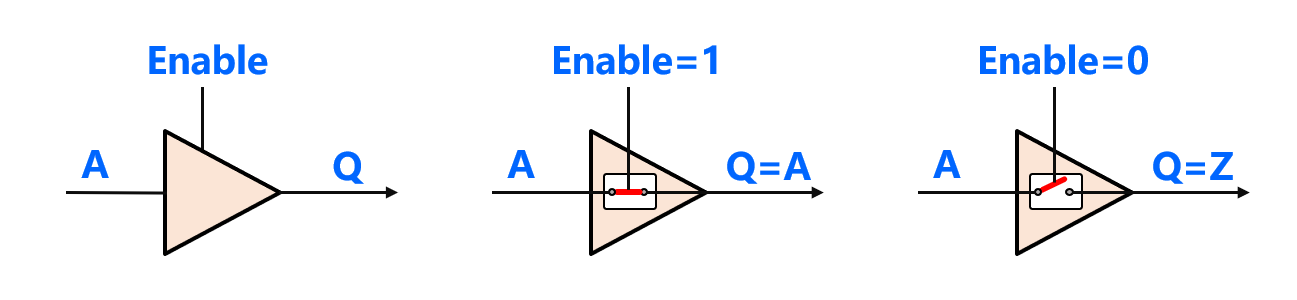 Enable
A
Q
Enable=1
A
Q=A
Enable=0
A
Q=Z